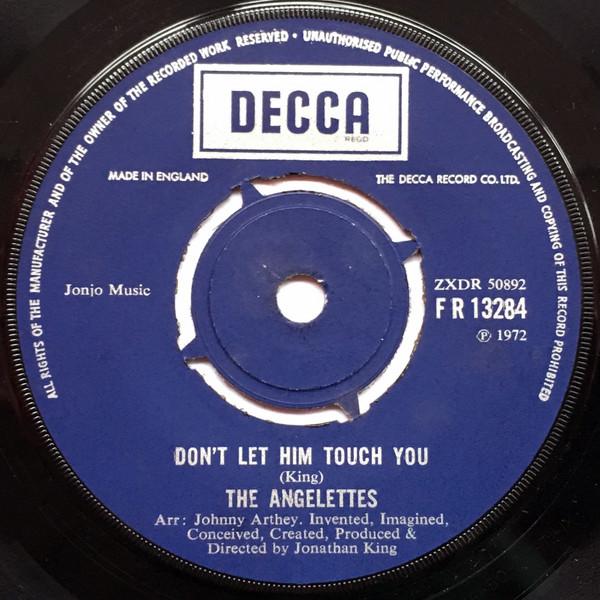 ALL RIGHTS OF THE MANUFACTURER AND OF THE OWNER OF THE RECORDED WORK RESERVED • UNAUTHORISED PUBLIC PERFORMANCE BROADCASTING AND COPYING OF THIS RECORD PROHIBITED
DECCA
REGD
MADE IN ENGLAND
THE DECCA RECORD CO. LTD.
Jonjo Music
ZXDR 50892
FR 13284
℗ 1972
DON'T LET HIM TOUCH YOU
(King)
THE ANGELETTES
Arr: Johnny Arthey. Invented, Imagined,
Conceived, Created, Produced &
Directed by Jonathan King